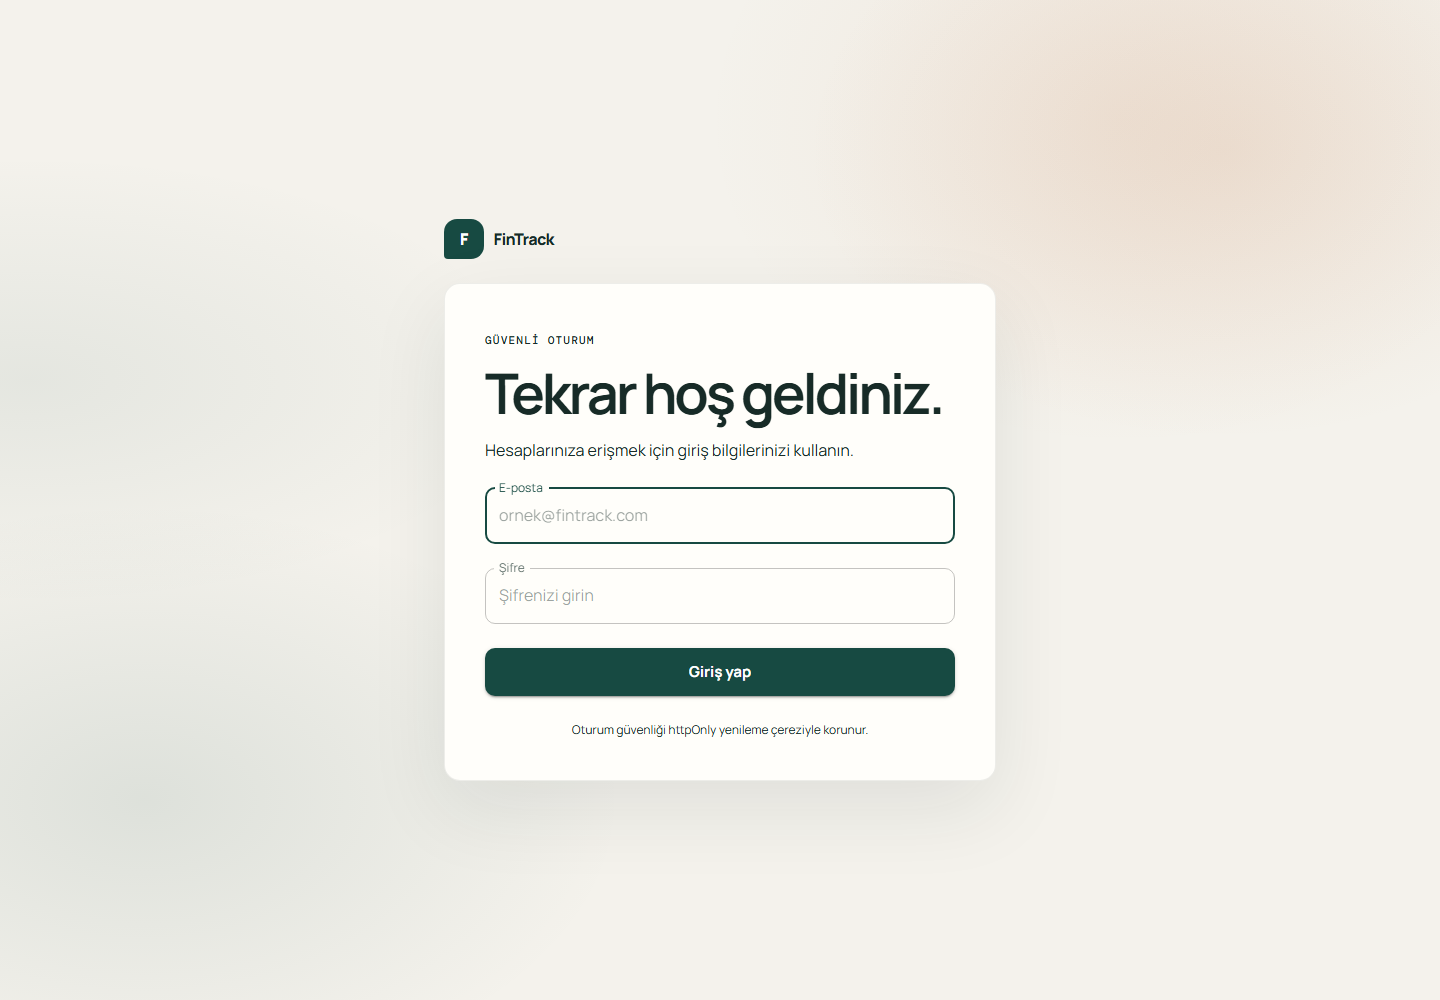 F
FinTrack
GÜVENLİ OTURUM
Tekrar hoş geldiniz.
Hesaplarınıza erişmek için giriş bilgilerinizi kullanın.
E-posta
ornek@fintrack.com
Şifre
Şifrenizi girin
Giriş yap
Oturum güvenliği httpOnly yenileme çereziyle korunur.